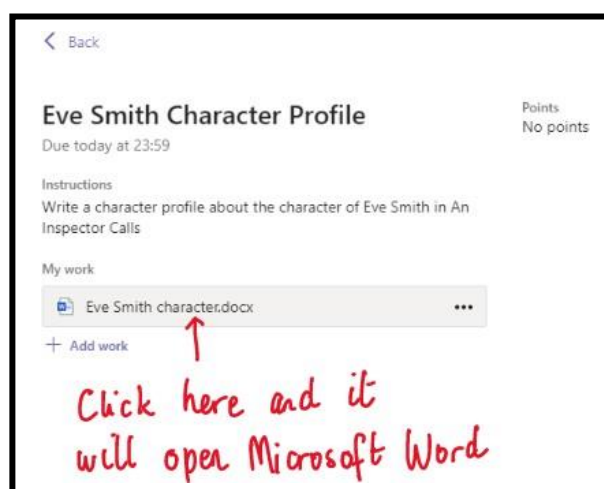 Back
Eve Smith Character Profile
Points
No points
Due today at 23:59
Instructions
Write a character profile about the character of Eve Smith in An
Inspector Calls
My work
Eve Smith character.docx
+ Add work
Click here and it
will open Microsoft Word